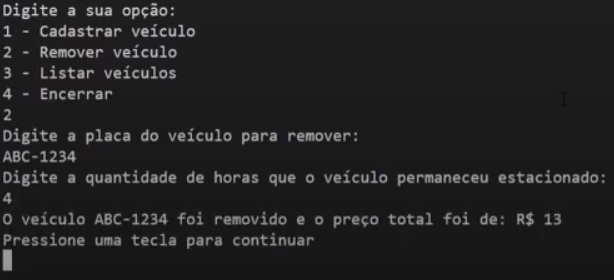 Digite a sua opção:
1 - Cadastrar veículo
2 - Remover veículo
3 - Listar veículos
4 - Encerrar
2
Digite a placa do veículo para remover:
ABC-1234
Digite a quantidade de horas que o veículo permaneceu estacionado:
4
O veículo ABC-1234 foi removido e o preço total foi de: R$ 13
Pressione uma tecla para continuar